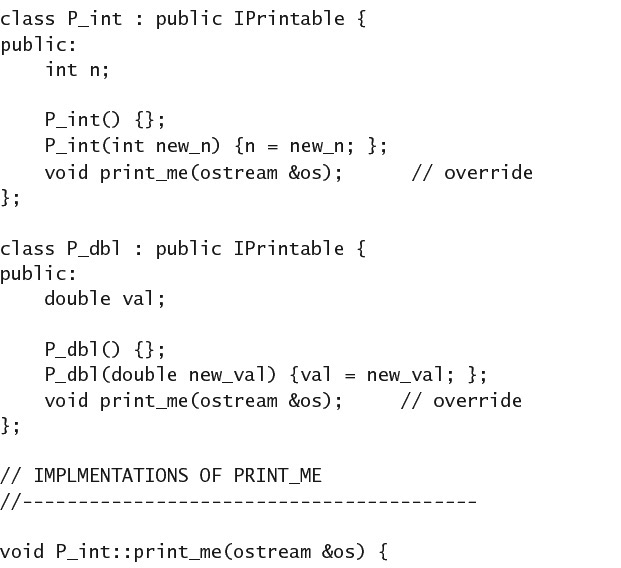 class P_int : public IPrintable {
public:
    int n;

    P_int() {};
    P_int(int new_n) {n = new_n; };
    void print_me(ostream &os);      // override
};

class P_dbl : public IPrintable {
public:
    double val;

    P_dbl() {};
    P_dbl(double new_val) {val = new_val; };
    void print_me(ostream &os);     // override
};

// IMPLMENTATIONS OF PRINT_ME
//-----------------------------------------

void P_int::print_me(ostream &os) {